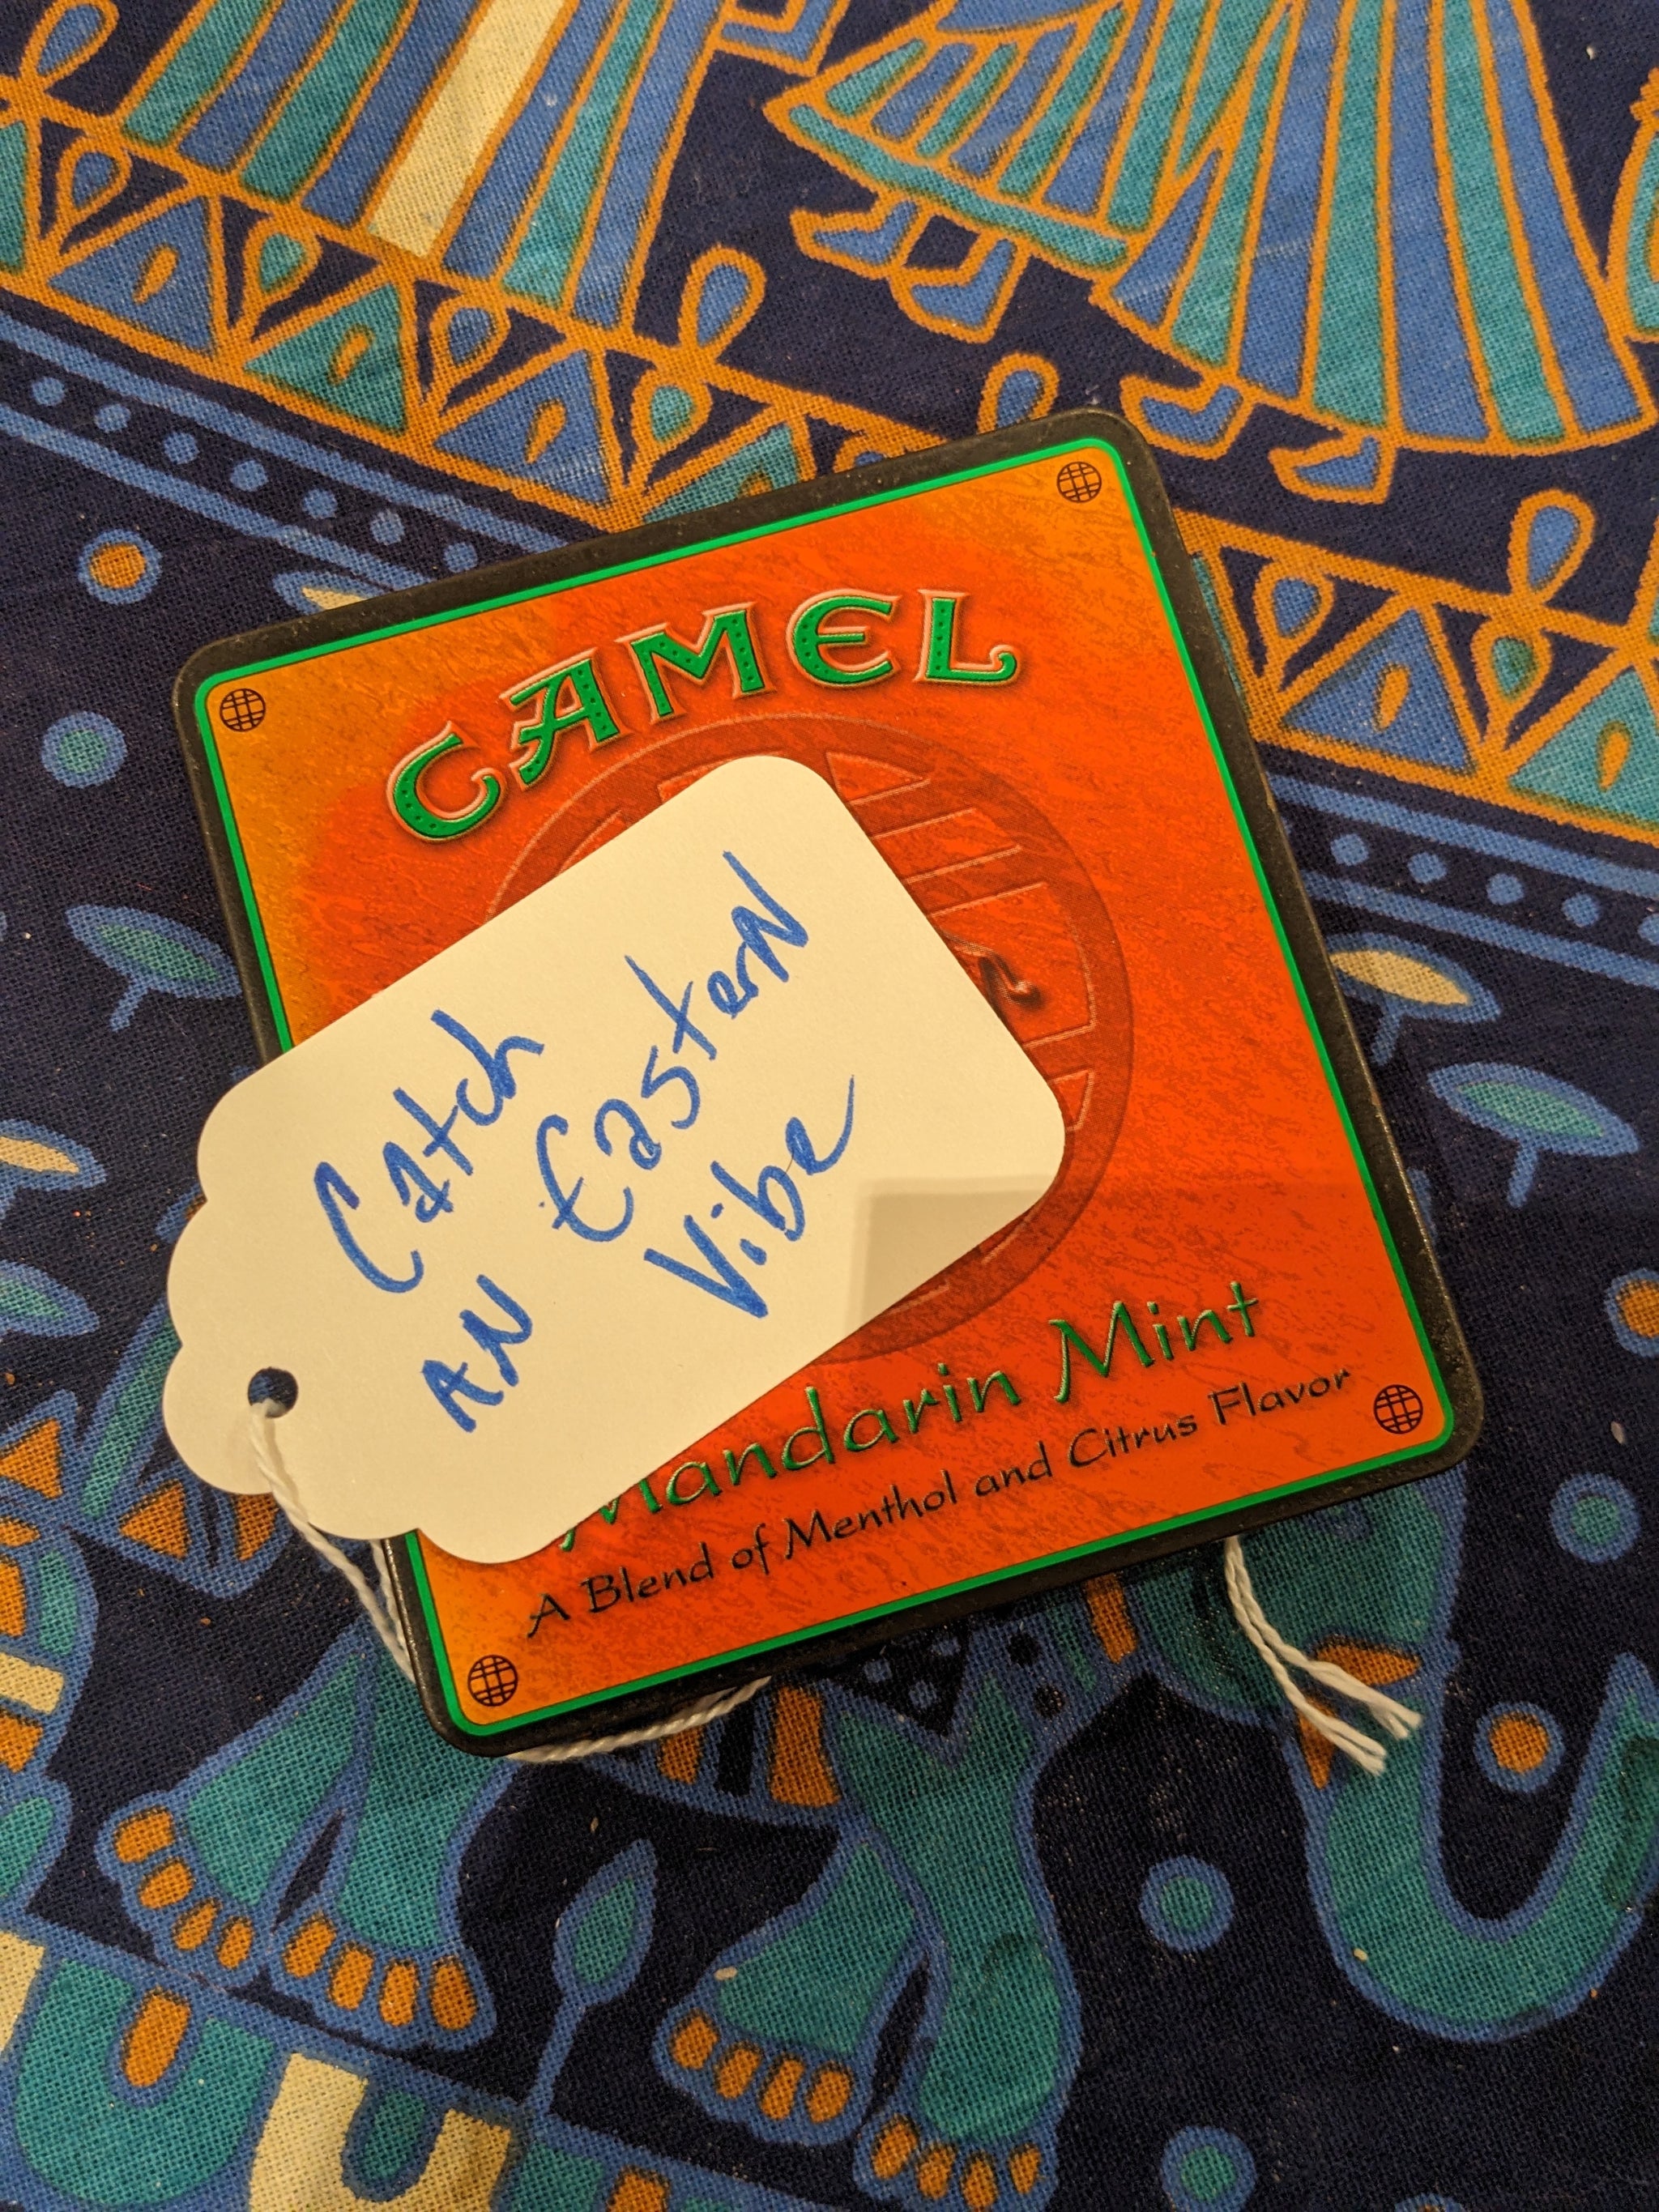 CAMEL
Catch
AN EasterN
Vibe
Mandarin Mint
A Blend of Menthol and Citrus Flavor